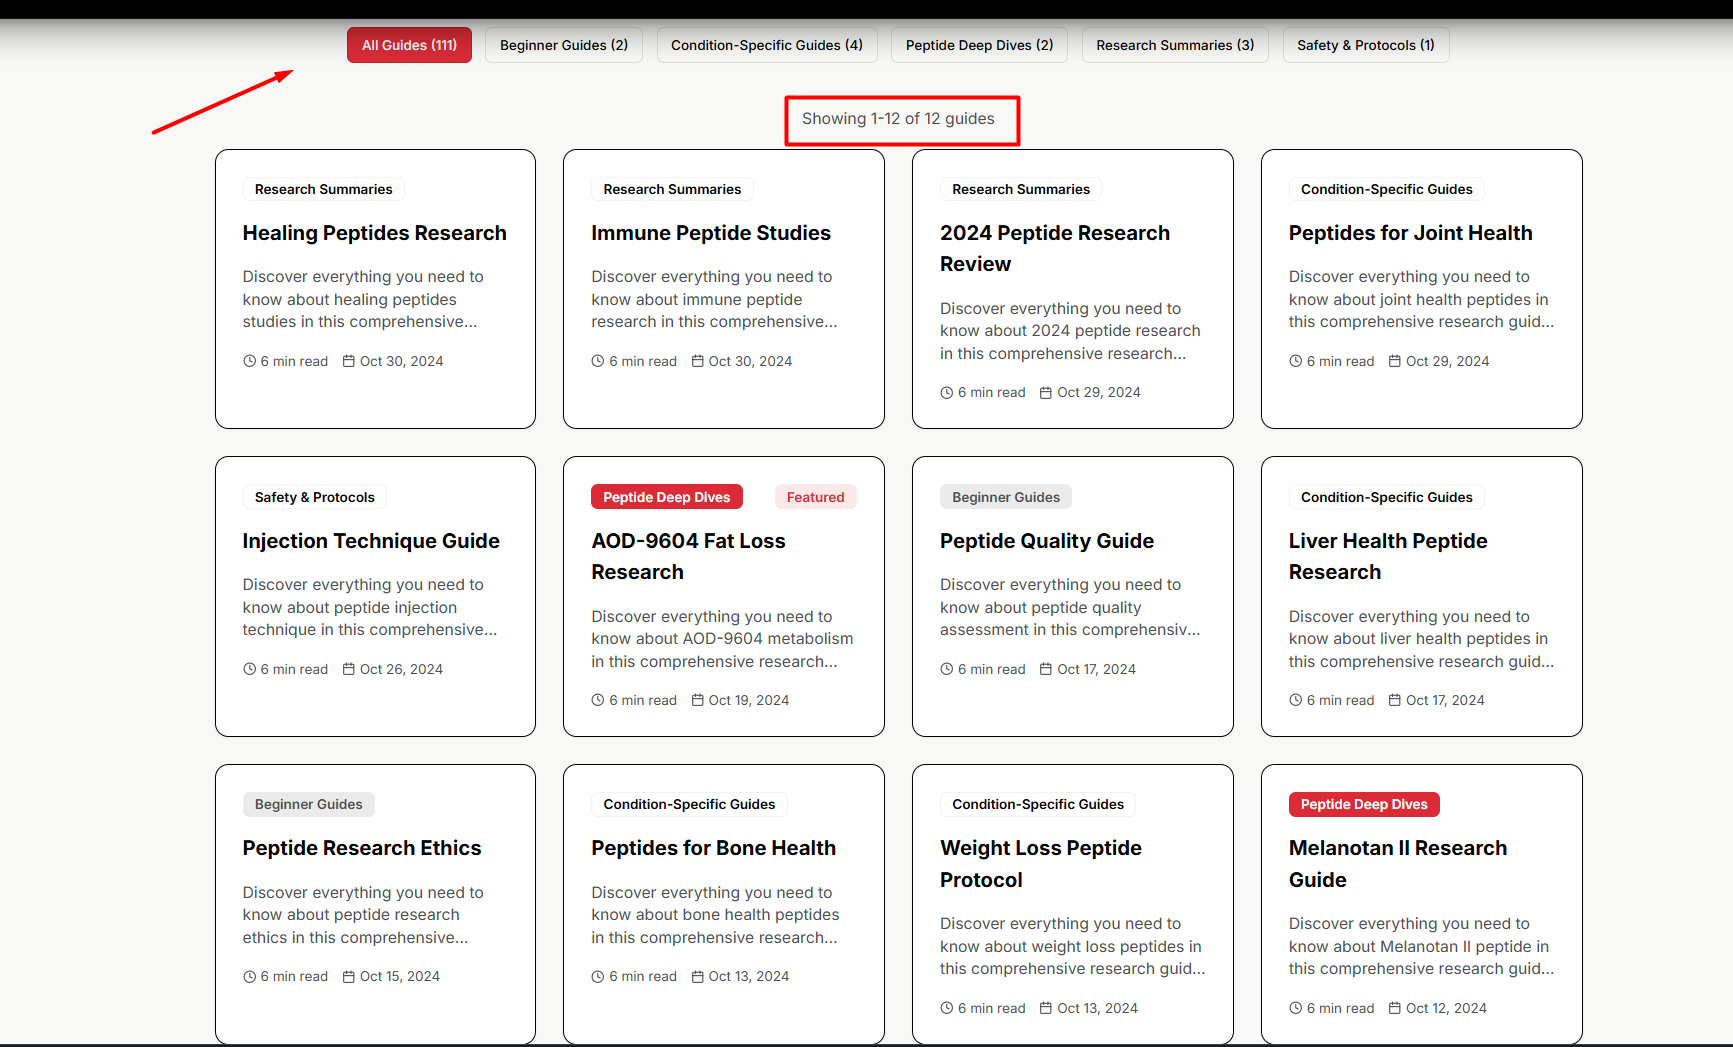 All Guides (111)
Beginner Guides (2)
Condition-Specific Guides (4)
Peptide Deep Dives (2)
Research Summaries (3)
Safety & Protocols (1)
Showing 1-12 of 12 guides
Research Summaries
Healing Peptides Research
Discover everything you need to
know about healing peptides
studies in this comprehensive...
6 min read
Oct 30, 2024
Research Summaries
Immune Peptide Studies
Discover everything you need to
know about immune peptide
research in this comprehensive...
6 min read
Oct 30, 2024
Research Summaries
2024 Peptide Research
Review
Discover everything you need to
know about 2024 peptide research
in this comprehensive research...
6 min read
Oct 29, 2024
Condition-Specific Guides
Peptides for Joint Health
Discover everything you need to
know about joint health peptides in
this comprehensive research guid...
6 min read
Oct 29, 2024
Safety & Protocols
Injection Technique Guide
Discover everything you need to
know about peptide injection
technique in this comprehensive...
6 min read
Oct 26, 2024
Peptide Deep Dives
Featured
AOD-9604 Fat Loss
Research
Discover everything you need to
know about AOD-9604 metabolism
in this comprehensive research...
6 min read
Oct 19, 2024
Beginner Guides
Peptide Quality Guide
Discover everything you need to
know about peptide quality
assessment in this comprehensiv...
6 min read
Oct 17, 2024
Condition-Specific Guides
Liver Health Peptide
Research
Discover everything you need to
know about liver health peptides in
this comprehensive research guid...
6 min read
Oct 17, 2024
Beginner Guides
Peptide Research Ethics
Discover everything you need to
know about peptide research
ethics in this comprehensive...
6 min read
Oct 15, 2024
Condition-Specific Guides
Peptides for Bone Health
Discover everything you need to
know about bone health peptides
in this comprehensive research...
6 min read
Oct 13, 2024
Condition-Specific Guides
Weight Loss Peptide
Protocol
Discover everything you need to
know about weight loss peptides in
this comprehensive research guid...
6 min read
Oct 13, 2024
Peptide Deep Dives
Melanotan II Research
Guide
Discover everything you need to
know about Melanotan II peptide in
this comprehensive research guid...
6 min read
Oct 12, 2024